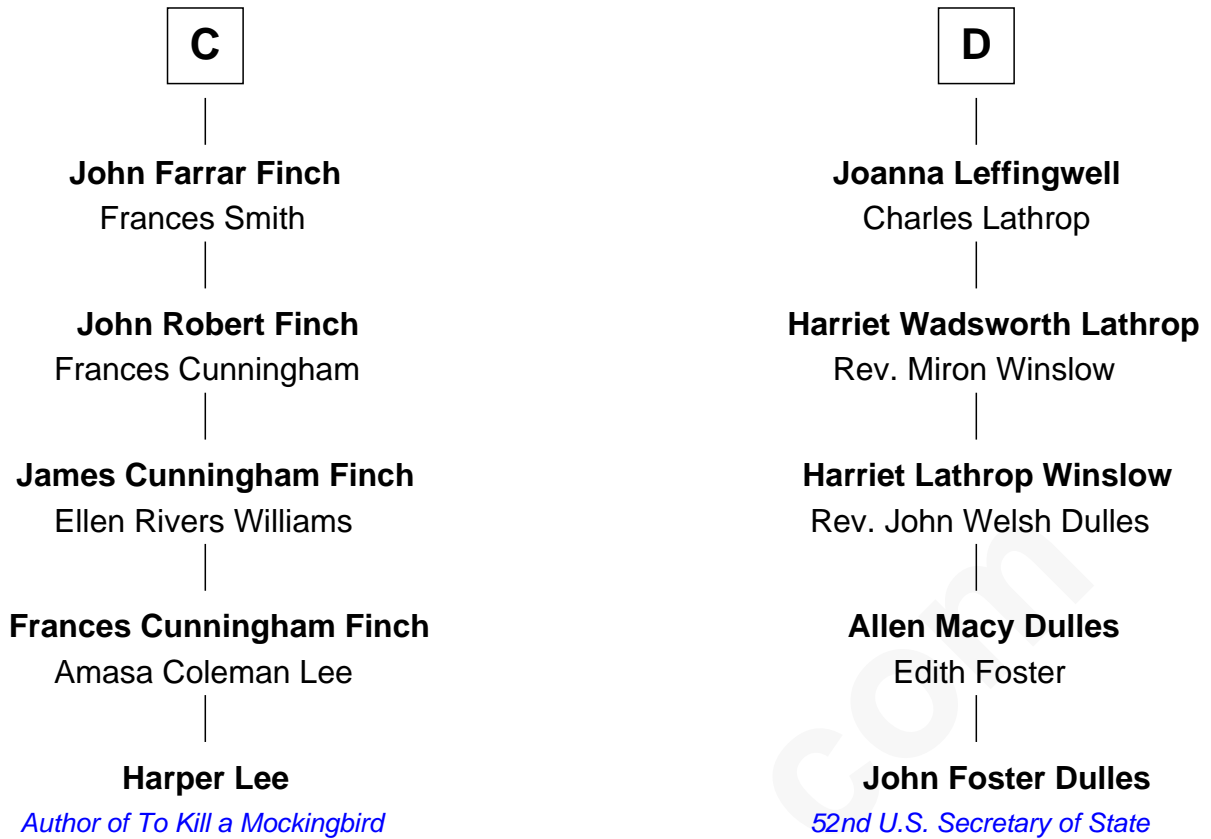 C
John Farrar Finch
Frances Smith
John Robert Finch
Frances Cunningham
James Cunningham Finch
Ellen Rivers Williams
Frances Cunningham Finch
Amasa Coleman Lee
Harper Lee
Author of To Kill a Mockingbird
D
Joanna Leffingwell
Charles Lathrop
Harriet Wadsworth Lathrop
Rev. Miron Winslow
Harriet Lathrop Winslow
Rev. John Welsh Dulles
Allen Macy Dulles
Edith Foster
John Foster Dulles
52nd U.S. Secretary of State
com